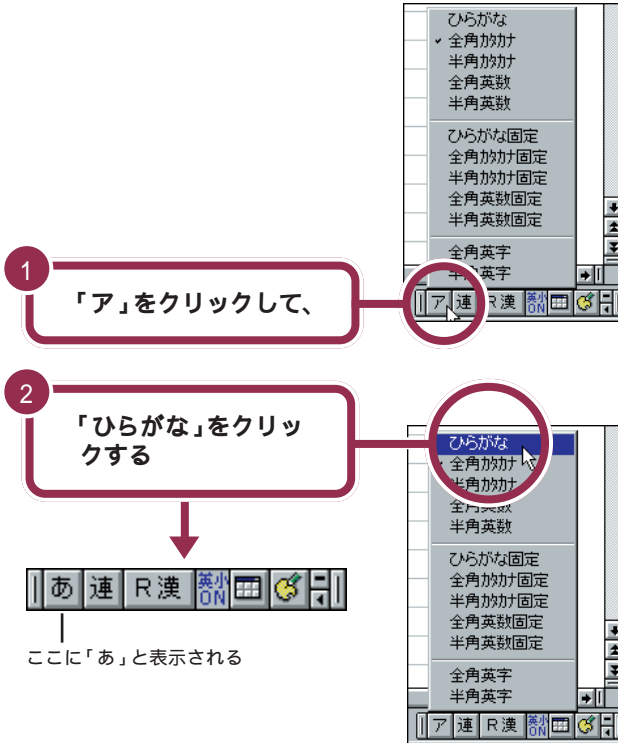 ひらがな
全角カタカナ
半角カタカナ
全角英数
半角英数
ひらがな固定
全角カタカナ固定
半角カタカナ固定
全角英数固定
半角英数固定
全角英字
半角英字
ア 連 R漢 英小 ON
1
「ア」をクリックして、
2
「ひらがな」をクリッ
クする
あ 連 R漢 英小 ON
ここに「あ」と表示される
ひらがな
全角カタカナ
半角カタカナ
全角英数
半角英数
ひらがな固定
全角カタカナ固定
半角カタカナ固定
全角英数固定
半角英数固定
全角英字
半角英字
ア 連 R漢 英小 ON